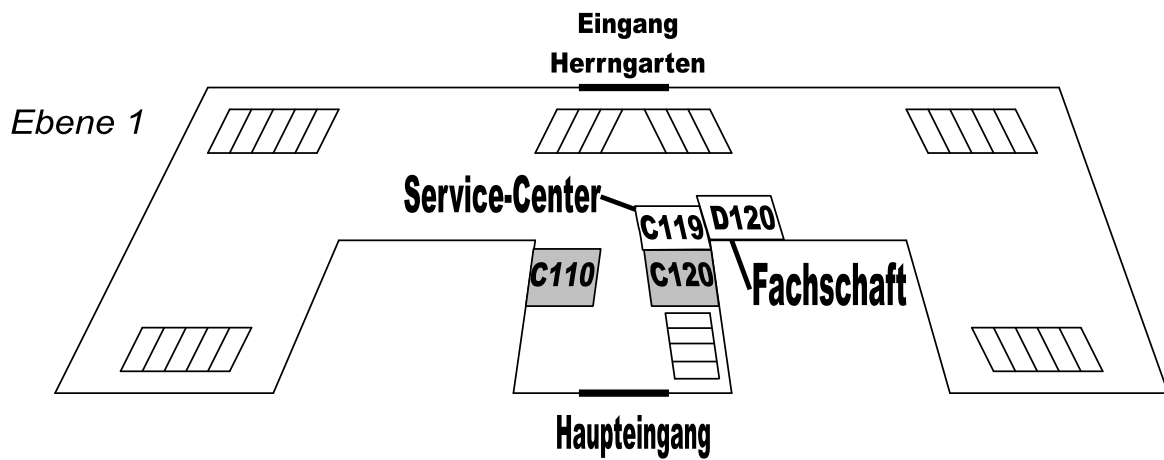 Eingang
Herrngarten
Ebene 1
Service-Center
C119
D120
C110
C120
Fachschaft
Haupteingang